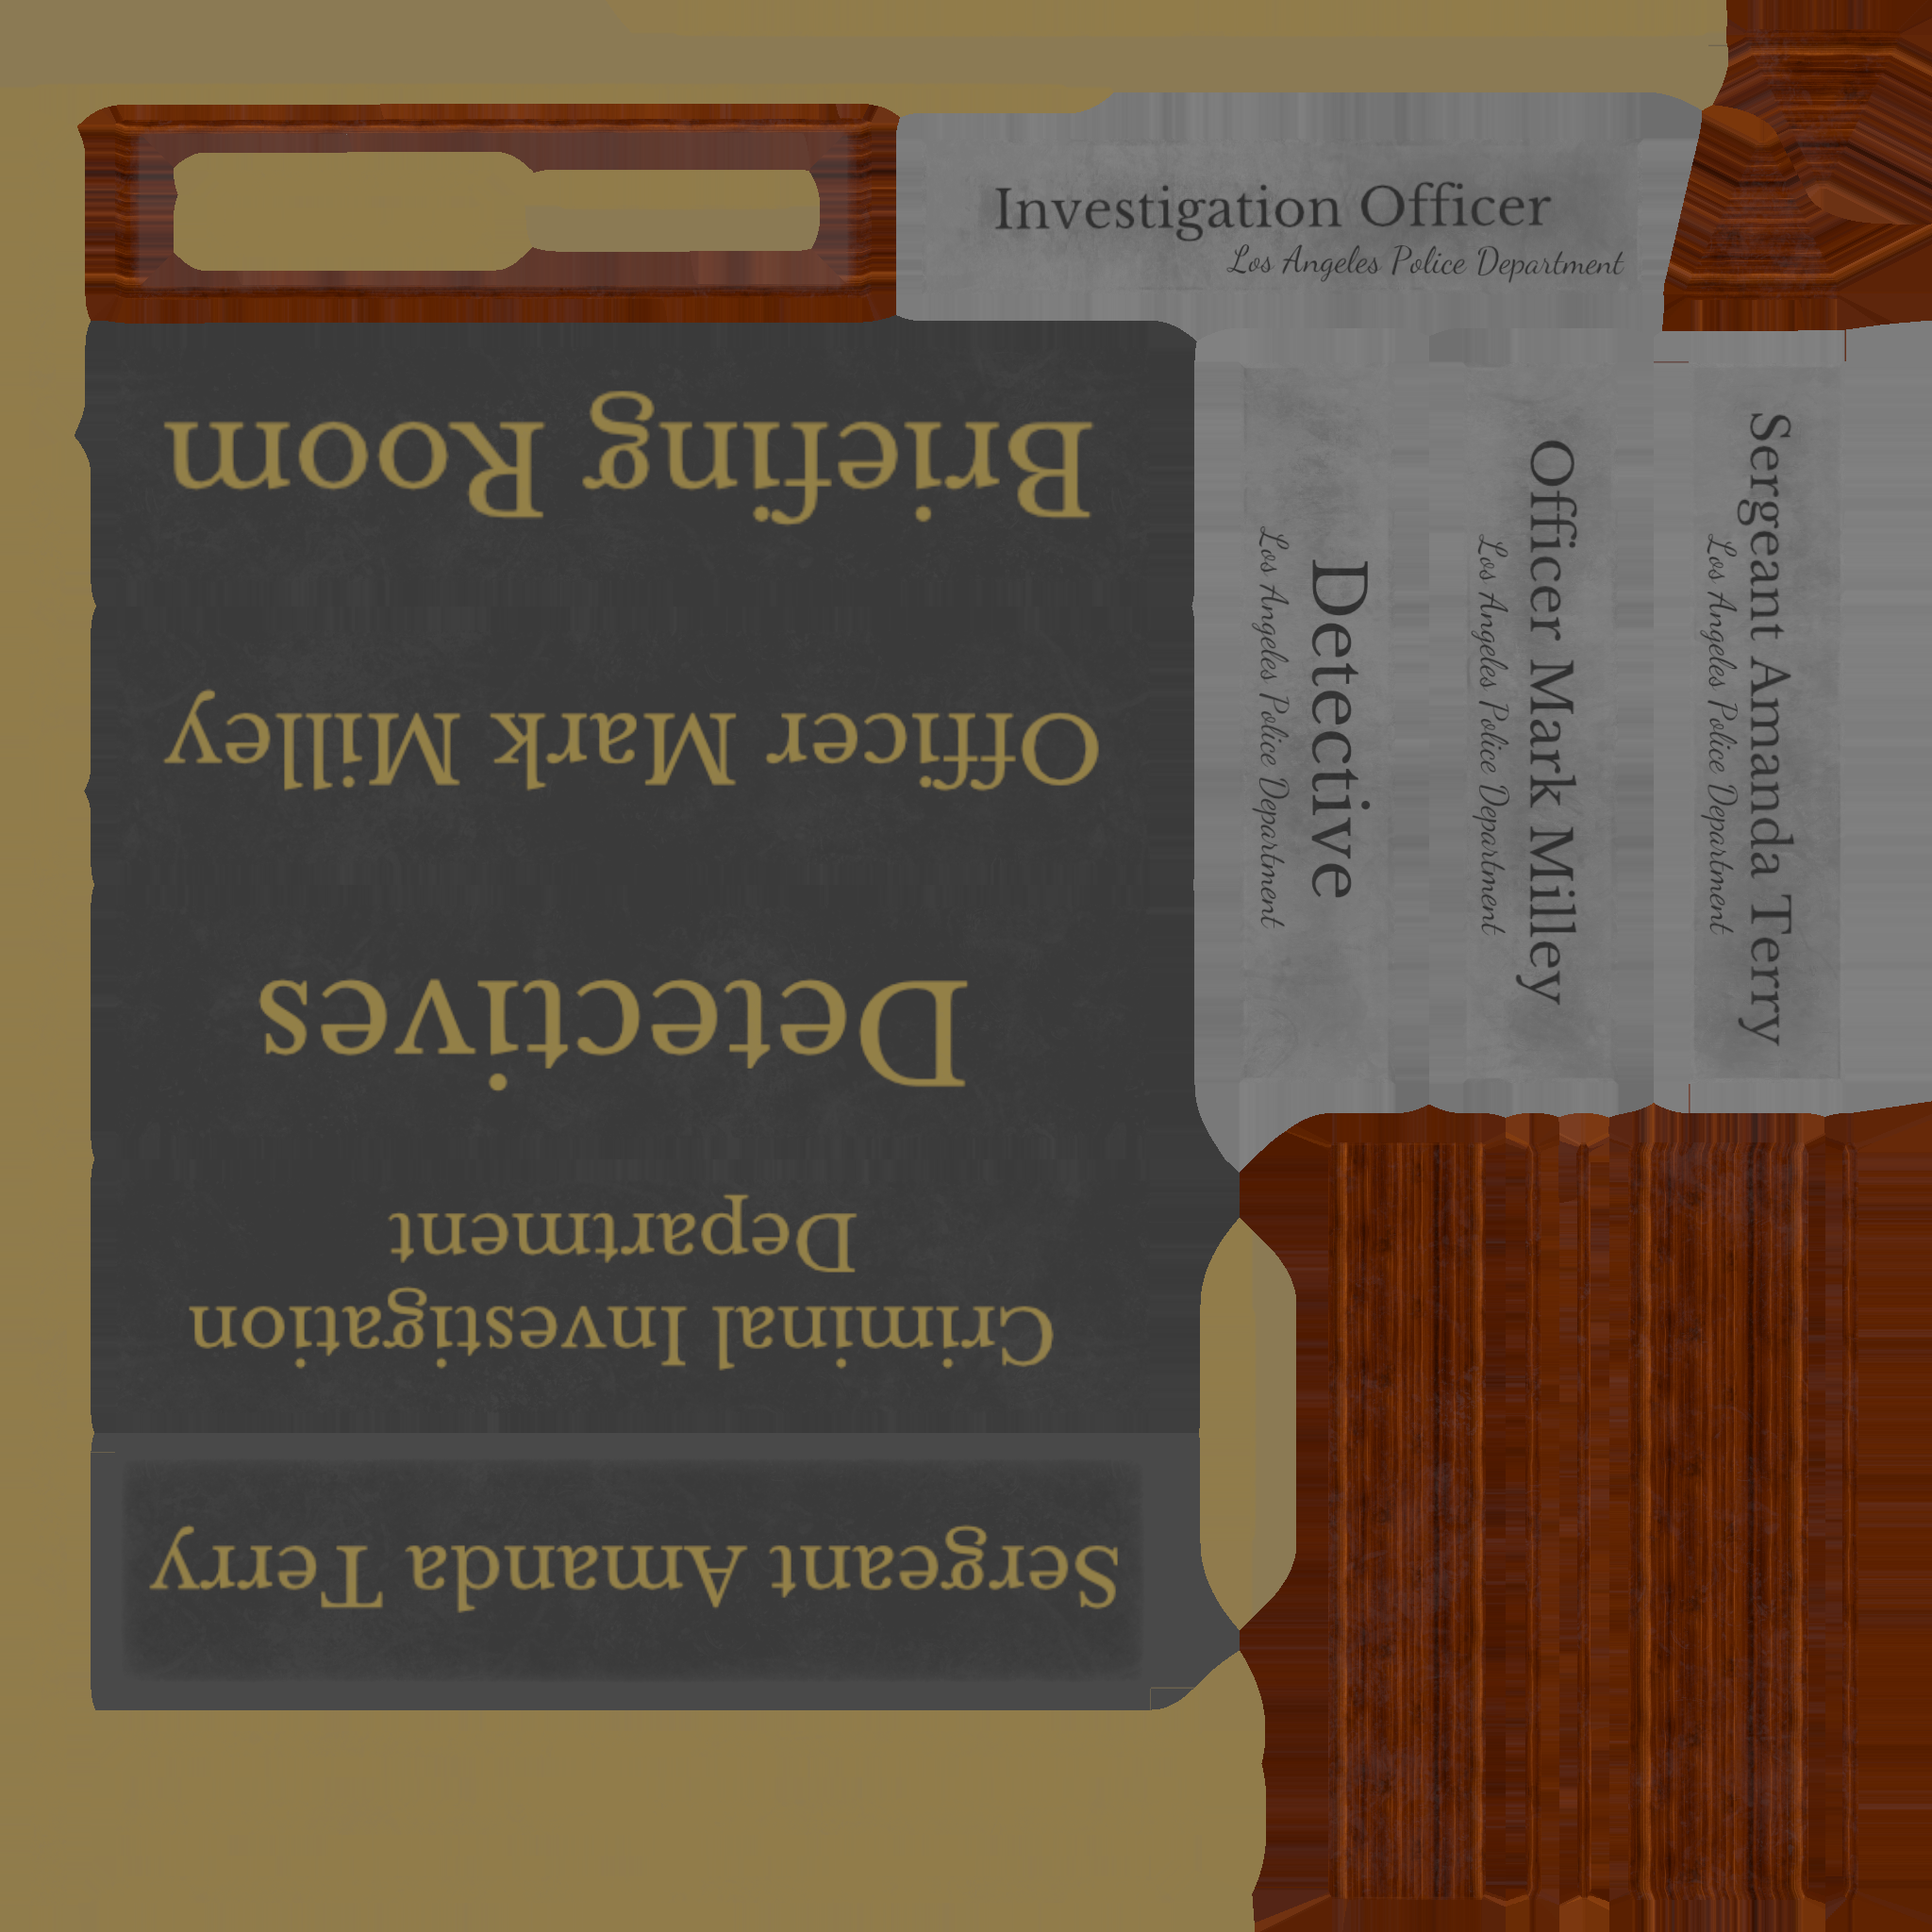 Investigation Officer
Los Angeles Police Department
Briefing Room
Officer Mark Milley
Detectives
Criminal Investigation
Department
Sergeant Amanda Terry
Detective
Los Angeles Police Department
Officer Mark Milley
Los Angeles Police Department
Sergeant Amanda Terry
Los Angeles Police Department